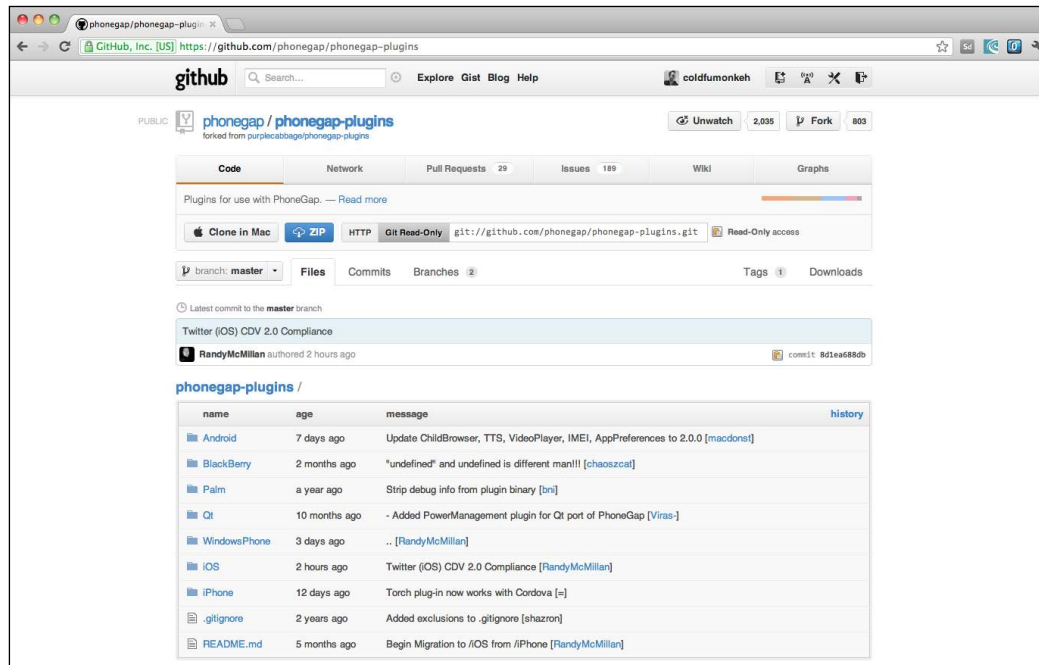 phonegap/phonegap-plugin
GitHub, Inc. [US] https://github.com/phonegap/phonegap-plugins
Sd
github Search... Explore Gist Blog Help coldfumonkeh
PUBLIC phonegap / phonegap-plugins Unwatch 2,035 Fork 803
forked from purplecabbage/phonegap-plugins
Code Network Pull Requests 29 Issues 189 Wiki Graphs
Plugins for use with PhoneGap. — Read more
Clone in Mac ZIP HTTP Git Read-Only git://github.com/phonegap/phonegap-plugins.git Read-Only access
branch: master Files Commits Branches 2 Tags 1 Downloads
Latest commit to the master branch
Twitter (iOS) CDV 2.0 Compliance
RandyMcMillan authored 2 hours ago commit 8d1ea688db
phonegap-plugins /
name age message history
Android 7 days ago Update ChildBrowser, TTS, VideoPlayer, IMEI, AppPreferences to 2.0.0 [macdonst]
BlackBerry 2 months ago "undefined" and undefined is different man!!! [chaoszcat]
Palm a year ago Strip debug info from plugin binary [bni]
Qt 10 months ago - Added PowerManagement plugin for Qt port of PhoneGap [Viras-]
WindowsPhone 3 days ago .. [RandyMcMillan]
iOS 2 hours ago Twitter (iOS) CDV 2.0 Compliance [RandyMcMillan]
iPhone 12 days ago Torch plug-in now works with Cordova [=]
.gitignore 2 years ago Added exclusions to .gitignore [shazron]
README.md 5 months ago Begin Migration to /iOS from /iPhone [RandyMcMillan]